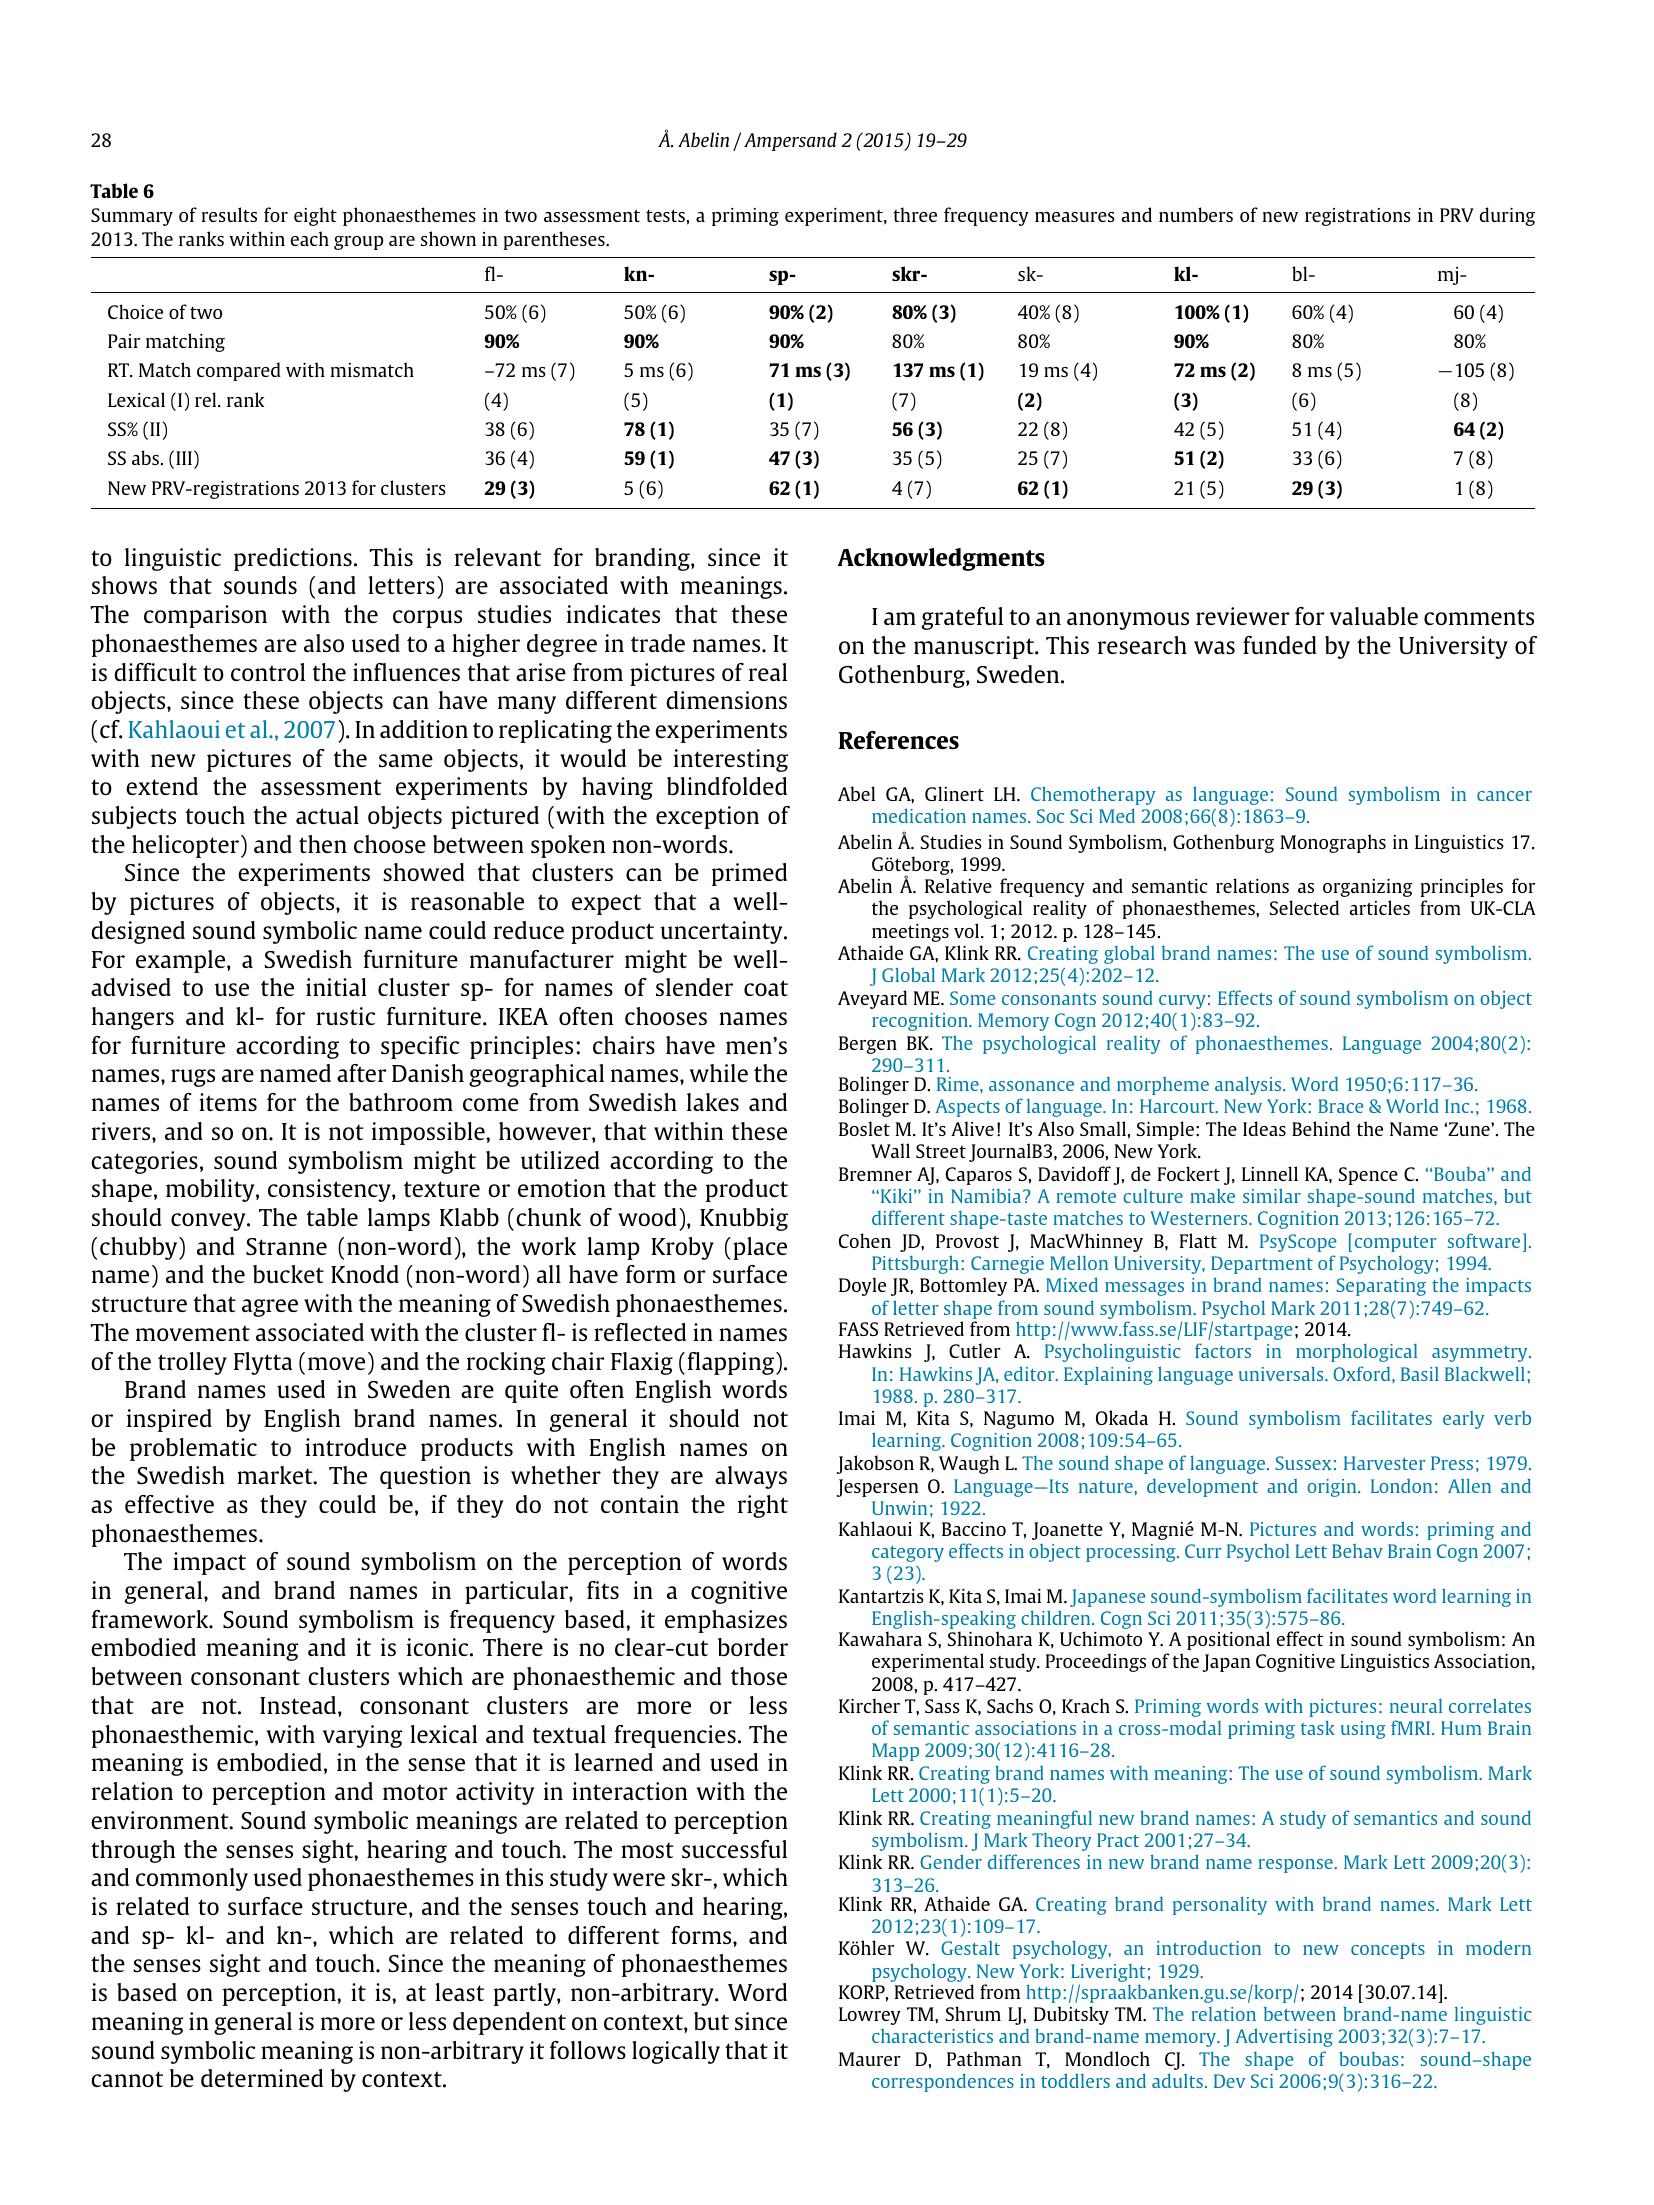 28
Å. Abelin / Ampersand 2 (2015) 19–29
Table 6
Summary of results for eight phonaesthemes in two assessment tests, a priming experiment, three frequency measures and numbers of new registrations in PRV during
2013. The ranks within each group are shown in parentheses.
fl- kn- sp- skr- sk- kl- bl- mj-
Choice of two 50% (6) 50% (6) 90% (2) 80% (3) 40% (8) 100% (1) 60% (4) 60 (4)
Pair matching 90% 90% 90% 80% 80% 90% 80% 80%
RT. Match compared with mismatch –72 ms (7) 5 ms (6) 71 ms (3) 137 ms (1) 19 ms (4) 72 ms (2) 8 ms (5) −105 (8)
Lexical (I) rel. rank (4) (5) (1) (7) (2) (3) (6) (8)
SS% (II) 38 (6) 78 (1) 35 (7) 56 (3) 22 (8) 42 (5) 51 (4) 64 (2)
SS abs. (III) 36 (4) 59 (1) 47 (3) 35 (5) 25 (7) 51 (2) 33 (6) 7 (8)
New PRV-registrations 2013 for clusters 29 (3) 5 (6) 62 (1) 4 (7) 62 (1) 21 (5) 29 (3) 1 (8)
to linguistic predictions. This is relevant for branding, since it
shows that sounds (and letters) are associated with meanings.
The comparison with the corpus studies indicates that these
phonaesthemes are also used to a higher degree in trade names. It
is difficult to control the influences that arise from pictures of real
objects, since these objects can have many different dimensions
(cf. Kahlaoui et al., 2007). In addition to replicating the experiments
with new pictures of the same objects, it would be interesting
to extend the assessment experiments by having blindfolded
subjects touch the actual objects pictured (with the exception of
the helicopter) and then choose between spoken non-words.
Since the experiments showed that clusters can be primed
by pictures of objects, it is reasonable to expect that a well-
designed sound symbolic name could reduce product uncertainty.
For example, a Swedish furniture manufacturer might be well-
advised to use the initial cluster sp- for names of slender coat
hangers and kl- for rustic furniture. IKEA often chooses names
for furniture according to specific principles: chairs have men's
names, rugs are named after Danish geographical names, while the
names of items for the bathroom come from Swedish lakes and
rivers, and so on. It is not impossible, however, that within these
categories, sound symbolism might be utilized according to the
shape, mobility, consistency, texture or emotion that the product
should convey. The table lamps Klabb (chunk of wood), Knubbig
(chubby) and Stranne (non-word), the work lamp Kroby (place
name) and the bucket Knodd (non-word) all have form or surface
structure that agree with the meaning of Swedish phonaesthemes.
The movement associated with the cluster fl- is reflected in names
of the trolley Flytta (move) and the rocking chair Flaxig (flapping).
Brand names used in Sweden are quite often English words
or inspired by English brand names. In general it should not
be problematic to introduce products with English names on
the Swedish market. The question is whether they are always
as effective as they could be, if they do not contain the right
phonaesthemes.
The impact of sound symbolism on the perception of words
in general, and brand names in particular, fits in a cognitive
framework. Sound symbolism is frequency based, it emphasizes
embodied meaning and it is iconic. There is no clear-cut border
between consonant clusters which are phonaesthemic and those
that are not. Instead, consonant clusters are more or less
phonaesthemic, with varying lexical and textual frequencies. The
meaning is embodied, in the sense that it is learned and used in
relation to perception and motor activity in interaction with the
environment. Sound symbolic meanings are related to perception
through the senses sight, hearing and touch. The most successful
and commonly used phonaesthemes in this study were skr-, which
is related to surface structure, and the senses touch and hearing,
and sp- kl- and kn-, which are related to different forms, and
the senses sight and touch. Since the meaning of phonaesthemes
is based on perception, it is, at least partly, non-arbitrary. Word
meaning in general is more or less dependent on context, but since
sound symbolic meaning is non-arbitrary it follows logically that it
cannot be determined by context.
Acknowledgments
I am grateful to an anonymous reviewer for valuable comments
on the manuscript. This research was funded by the University of
Gothenburg, Sweden.
References
Abel GA, Glinert LH. Chemotherapy as language: Sound symbolism in cancer
medication names. Soc Sci Med 2008;66(8):1863–9.
Abelin Å. Studies in Sound Symbolism, Gothenburg Monographs in Linguistics 17.
Göteborg, 1999.
Abelin Å. Relative frequency and semantic relations as organizing principles for
the psychological reality of phonaesthemes, Selected articles from UK-CLA
meetings vol. 1; 2012. p. 128–145.
Athaide GA, Klink RR. Creating global brand names: The use of sound symbolism.
J Global Mark 2012;25(4):202–12.
Aveyard ME. Some consonants sound curvy: Effects of sound symbolism on object
recognition. Memory Cogn 2012;40(1):83–92.
Bergen BK. The psychological reality of phonaesthemes. Language 2004;80(2):
290–311.
Bolinger D. Rime, assonance and morpheme analysis. Word 1950;6:117–36.
Bolinger D. Aspects of language. In: Harcourt. New York: Brace & World Inc.; 1968.
Boslet M. It's Alive! It's Also Small, Simple: The Ideas Behind the Name ‘Zune’. The
Wall Street JournalB3, 2006, New York.
Bremner AJ, Caparos S, Davidoff J, de Fockert J, Linnell KA, Spence C. “Bouba” and
“Kiki” in Namibia? A remote culture make similar shape-sound matches, but
different shape-taste matches to Westerners. Cognition 2013;126:165–72.
Cohen JD, Provost J, MacWhinney B, Flatt M. PsyScope [computer software].
Pittsburgh: Carnegie Mellon University, Department of Psychology; 1994.
Doyle JR, Bottomley PA. Mixed messages in brand names: Separating the impacts
of letter shape from sound symbolism. Psychol Mark 2011;28(7):749–62.
FASS Retrieved from http://www.fass.se/LIF/startpage; 2014.
Hawkins J, Cutler A. Psycholinguistic factors in morphological asymmetry.
In: Hawkins JA, editor. Explaining language universals. Oxford, Basil Blackwell;
1988. p. 280–317.
Imai M, Kita S, Nagumo M, Okada H. Sound symbolism facilitates early verb
learning. Cognition 2008;109:54–65.
Jakobson R, Waugh L. The sound shape of language. Sussex: Harvester Press; 1979.
Jespersen O. Language—Its nature, development and origin. London: Allen and
Unwin; 1922.
Kahlaoui K, Baccino T, Joanette Y, Magnié M-N. Pictures and words: priming and
category effects in object processing. Curr Psychol Lett Behav Brain Cogn 2007;
3 (23).
Kantartzis K, Kita S, Imai M. Japanese sound-symbolism facilitates word learning in
English-speaking children. Cogn Sci 2011;35(3):575–86.
Kawahara S, Shinohara K, Uchimoto Y. A positional effect in sound symbolism: An
experimental study. Proceedings of the Japan Cognitive Linguistics Association,
2008, p. 417–427.
Kircher T, Sass K, Sachs O, Krach S. Priming words with pictures: neural correlates
of semantic associations in a cross-modal priming task using fMRI. Hum Brain
Mapp 2009;30(12):4116–28.
Klink RR. Creating brand names with meaning: The use of sound symbolism. Mark
Lett 2000;11(1):5–20.
Klink RR. Creating meaningful new brand names: A study of semantics and sound
symbolism. J Mark Theory Pract 2001;27–34.
Klink RR. Gender differences in new brand name response. Mark Lett 2009;20(3):
313–26.
Klink RR, Athaide GA. Creating brand personality with brand names. Mark Lett
2012;23(1):109–17.
Köhler W. Gestalt psychology, an introduction to new concepts in modern
psychology. New York: Liveright; 1929.
KORP, Retrieved from http://spraakbanken.gu.se/korp/; 2014 [30.07.14].
Lowrey TM, Shrum LJ, Dubitsky TM. The relation between brand-name linguistic
characteristics and brand-name memory. J Advertising 2003;32(3):7–17.
Maurer D, Pathman T, Mondloch CJ. The shape of boubas: sound–shape
correspondences in toddlers and adults. Dev Sci 2006;9(3):316–22.